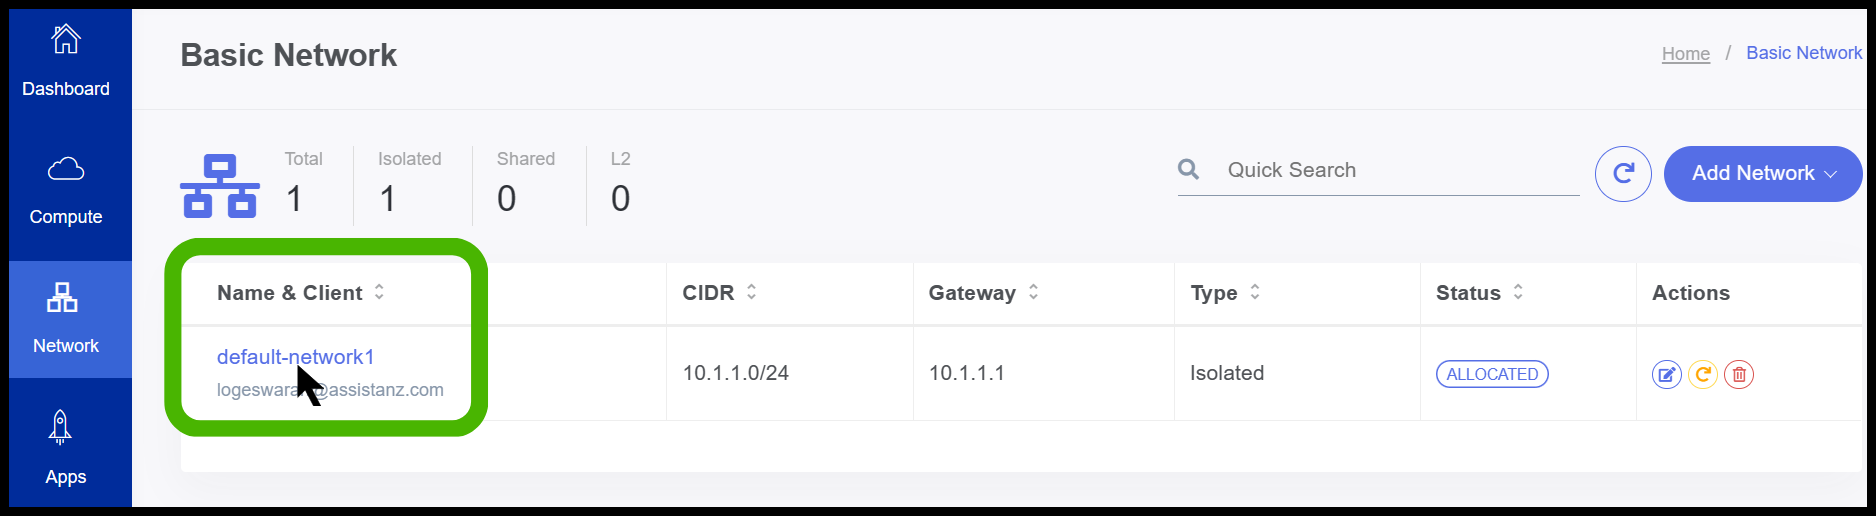 Dashboard
Compute
Network
Apps
Basic Network
Home / Basic Network
Total
1
Isolated
1
Shared
0
L2
0
Quick Search
Add Network
Name & Client
CIDR
Gateway
Type
Status
Actions
default-network1
@assistanz.com
10.1.1.0/24
10.1.1.1
Isolated
ALLOCATED